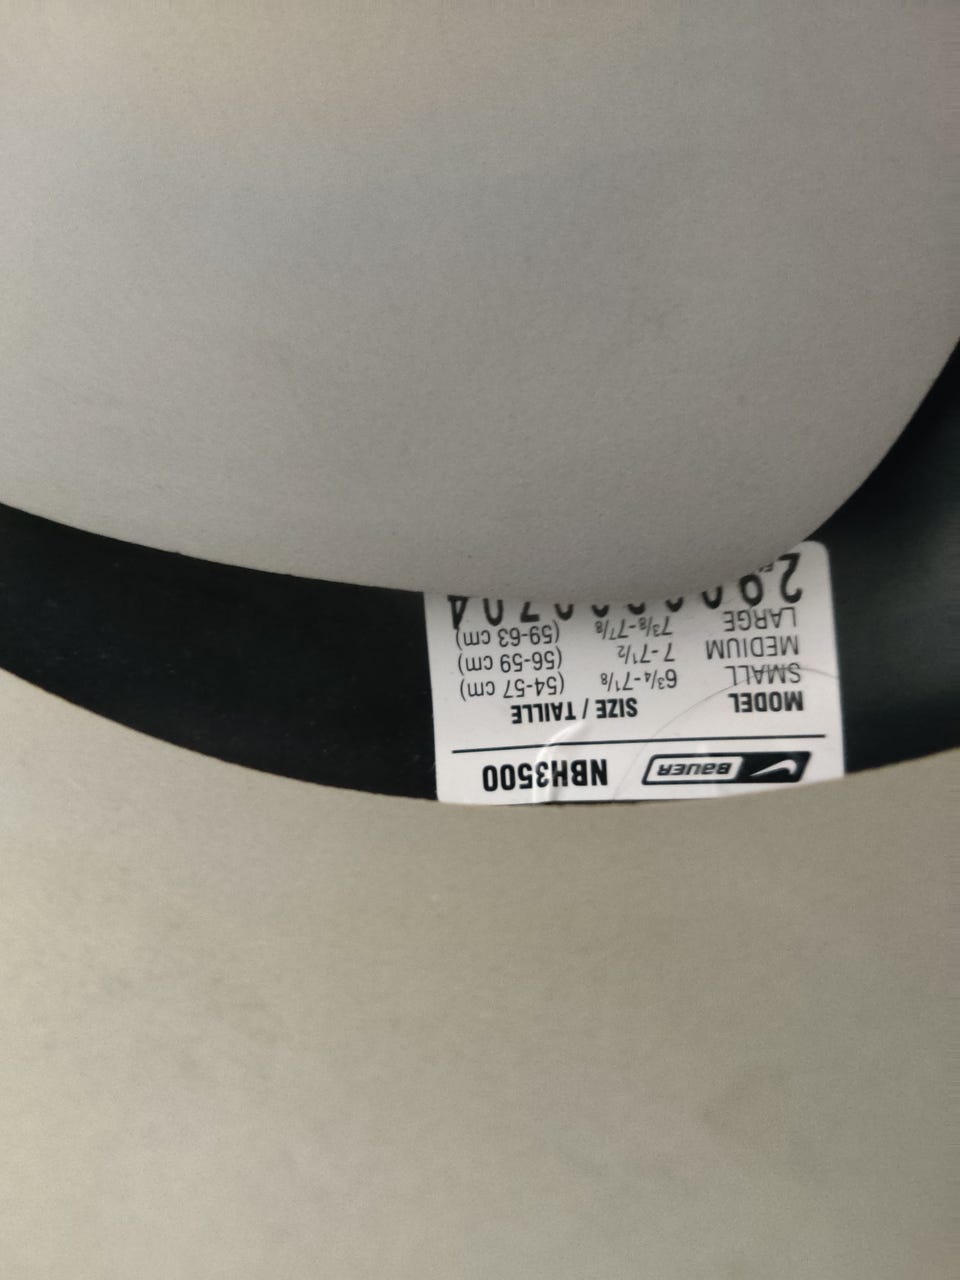 BAUER NBH3500
MODEL SIZE / TAILLE
SMALL 6¾-7⅛ (54-57 cm)
MEDIUM 7-7½ (56-59 cm)
LARGE 7⅜-7⅞ (59-63 cm)